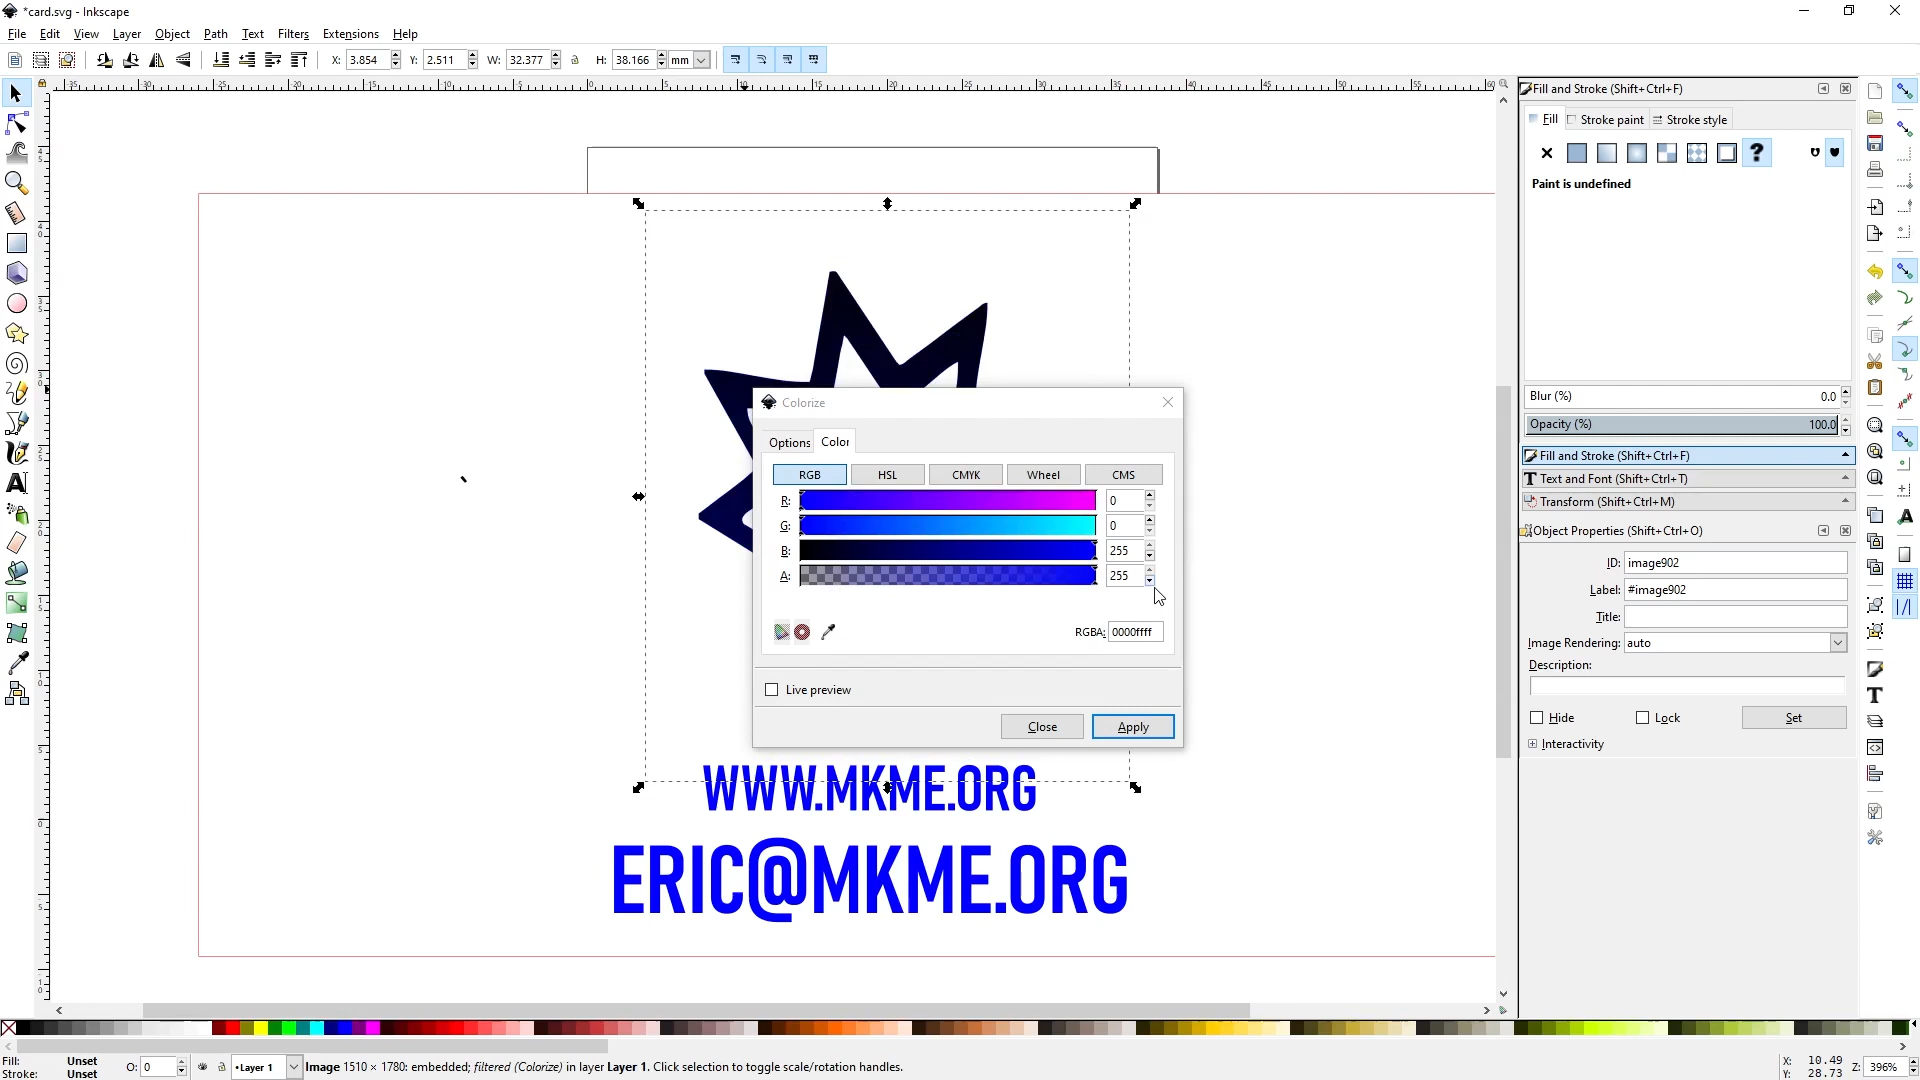 *card.svg - Inkscape
File Edit View Layer Object Path Text Filters Extensions Help
X: 3.854 Y: 2.511 W: 32.377 H: 38.166 mm
Fill and Stroke (Shift+Ctrl+F)
Fill Stroke paint Stroke style
?
Paint is undefined
Blur (%) 0.0
Opacity (%) 100.0
Fill and Stroke (Shift+Ctrl+F)
Text and Font (Shift+Ctrl+T)
Transform (Shift+Ctrl+M)
Object Properties (Shift+Ctrl+O)
ID: image902
Label: #image902
Title:
Image Rendering: auto
Description:
Hide Lock Set
Interactivity
Colorize
Options Color
RGB HSL CMYK Wheel CMS
R: 0
G: 0
B: 255
A: 255
RGBA: 0000ffff
Live preview
Close Apply
WWW.MKME.ORG
ERIC@MKME.ORG
Fill: Unset
Stroke: Unset
O: 0
•Layer 1
Image 1510 × 1780: embedded; filtered (Colorize) in layer Layer 1. Click selection to toggle scale/rotation handles.
X: 10.49
Y: 28.73
Z: 396%